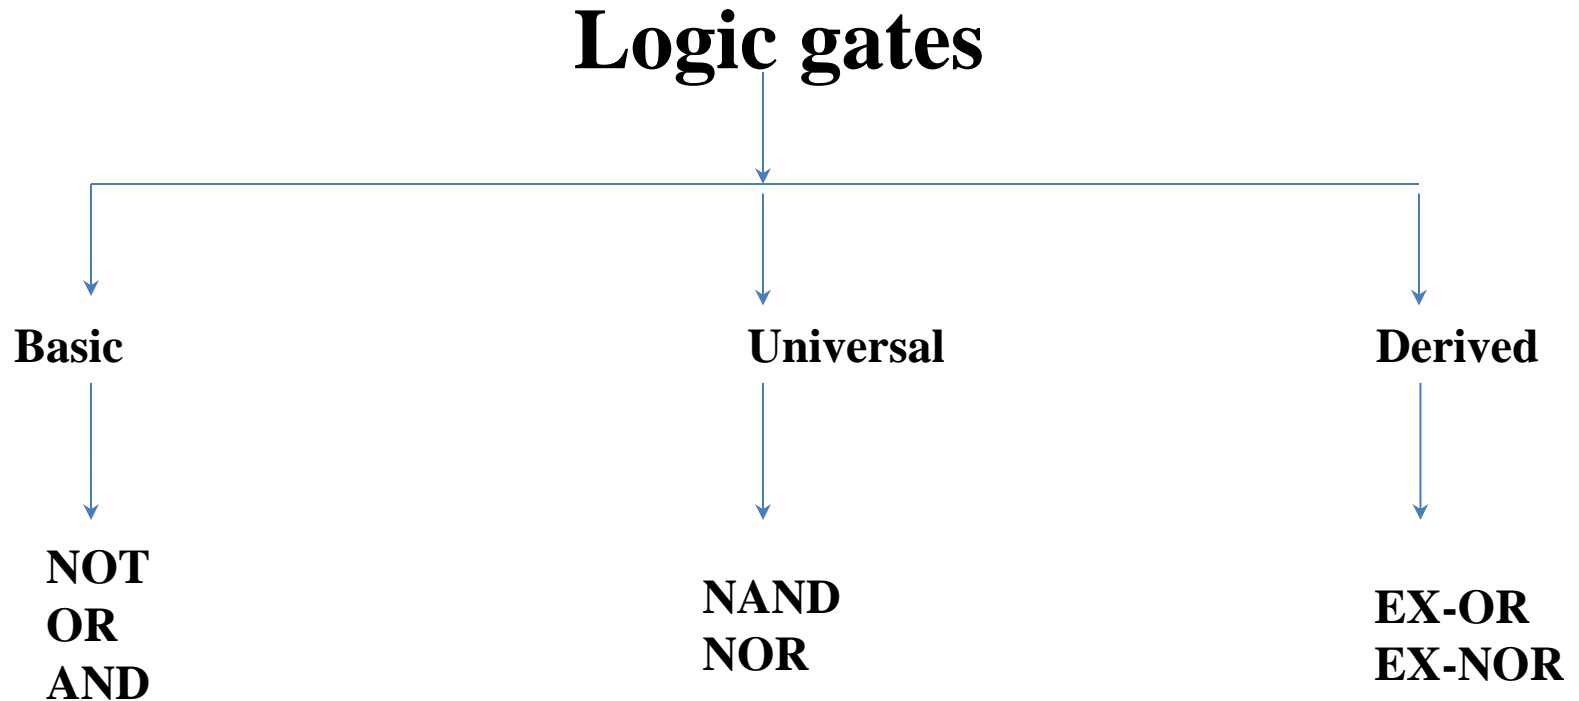 Logic gates
Basic
Universal
Derived
NOT
OR
AND
NAND
NOR
EX-OR
EX-NOR